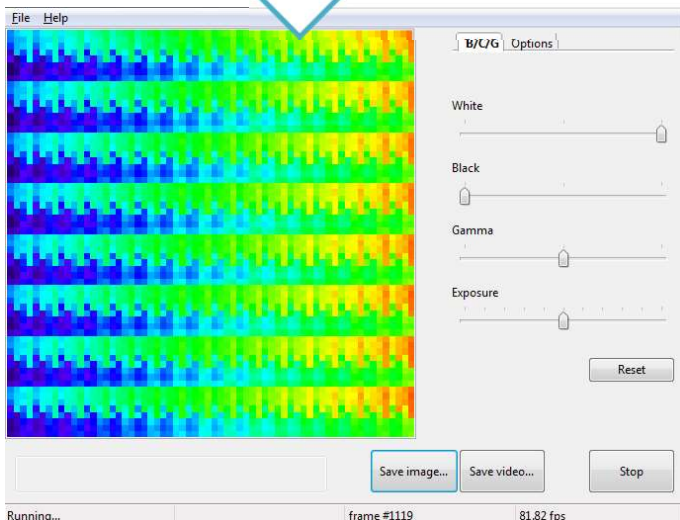 File Help
B/C/G Options
White
Black
Gamma
Exposure
Reset
Save image... Save video... Stop
Running... frame #1119 81.82 fps